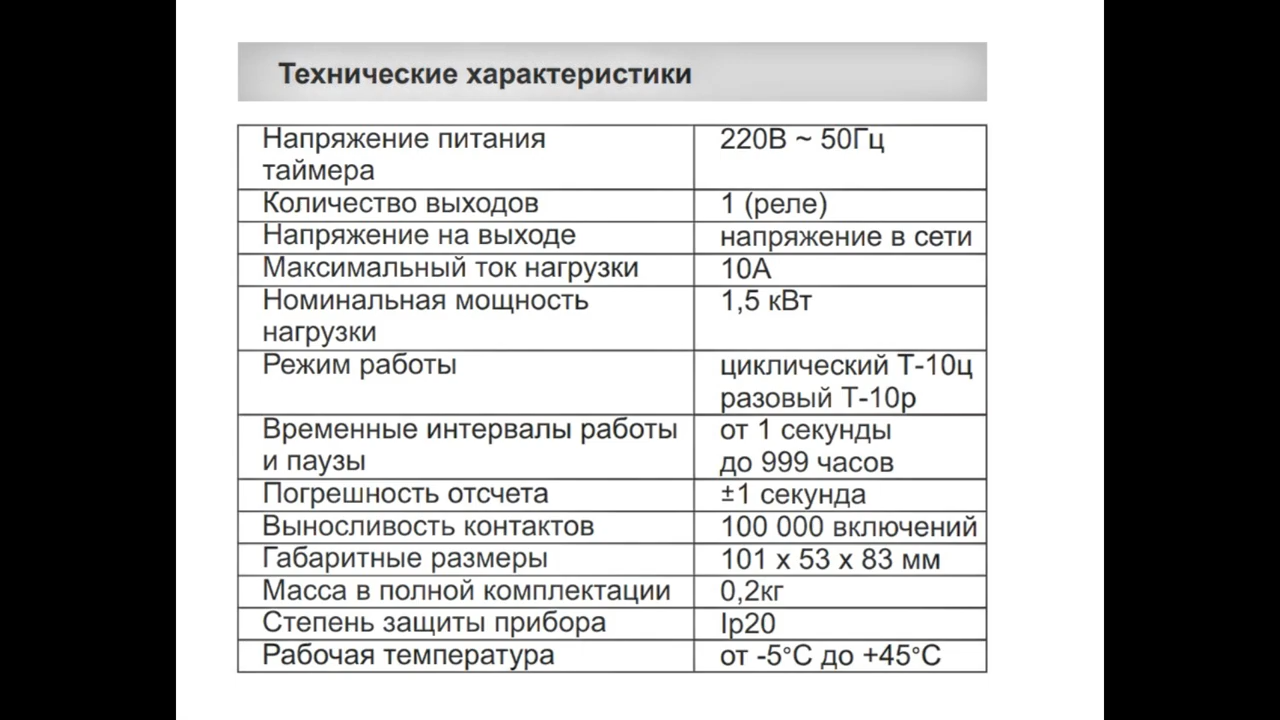 Технические характеристики
Напряжение питания
таймера
220В ~ 50Гц
Количество выходов
1 (реле)
Напряжение на выходе
напряжение в сети
Максимальный ток нагрузки
10А
Номинальная мощность
нагрузки
1,5 кВт
Режим работы
циклический Т-10ц
разовый Т-10р
Временные интервалы работы
и паузы
от 1 секунды
до 999 часов
Погрешность отсчета
±1 секунда
Выносливость контактов
100 000 включений
Габаритные размеры
101 х 53 х 83 мм
Масса в полной комплектации
0,2кг
Степень защиты прибора
Ip20
Рабочая температура
от -5°С до +45°С